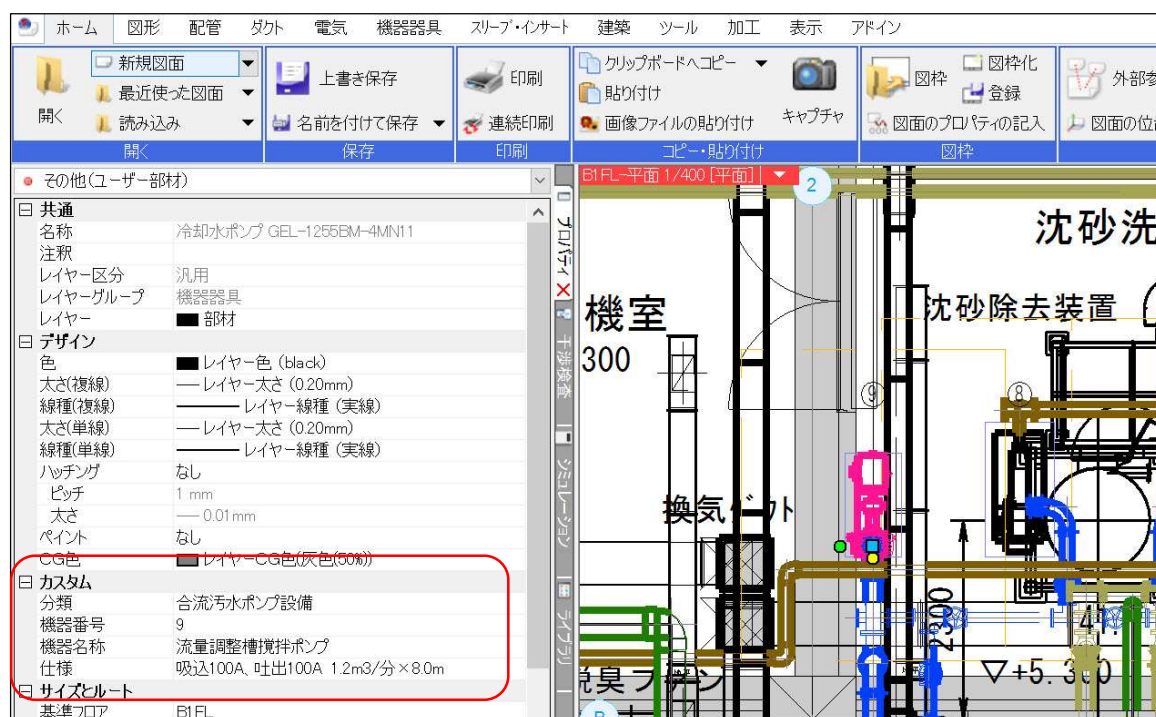 ホーム 図形 配管 ダクト 電気 機器器具 スリーブ・インサート 建築 ツール 加工 表示 アドイン
開く
新規図面
最近使った図面
読み込み
開く
上書き保存
名前を付けて保存
保存
印刷
連続印刷
印刷
クリップボードへコピー
貼り付け
画像ファイルの貼り付け
キャプチャ
コピー・貼り付け
図枠
図枠化
登録
図面のプロパティの記入
図枠
外部参
図面の位
その他(ユーザー部材)
共通
名称 冷却水ポンプ GEL-1255BM-4MN11
注釈
レイヤー区分 汎用
レイヤーグループ 機器器具
レイヤー 部材
デザイン
色 レイヤー色 (black)
太さ(複線) レイヤー太さ (0.20mm)
線種(複線) レイヤー線種 (実線)
太さ(単線) レイヤー太さ (0.20mm)
線種(単線) レイヤー線種 (実線)
ハッチング なし
ピッチ 1 mm
太さ 0.01mm
ペイント なし
CG色 レイヤーCG色(灰色(50%))
カスタム
分類 合流汚水ポンプ設備
機器番号 9
機器名称 流量調整槽撹拌ポンプ
仕様 吸込100A、吐出100A 1.2m3/分×8.0m
サイズとルート
基準フロア B1FL
プロパティ
干渉検査
シミュレーション
ライブラリ
B1FL-平面 1/400 [平面]
2
沈砂洗
機室
300
沈砂除去装置
9
8
換気ダクト
2300
41.
脱臭ファン
▽+5.300
B